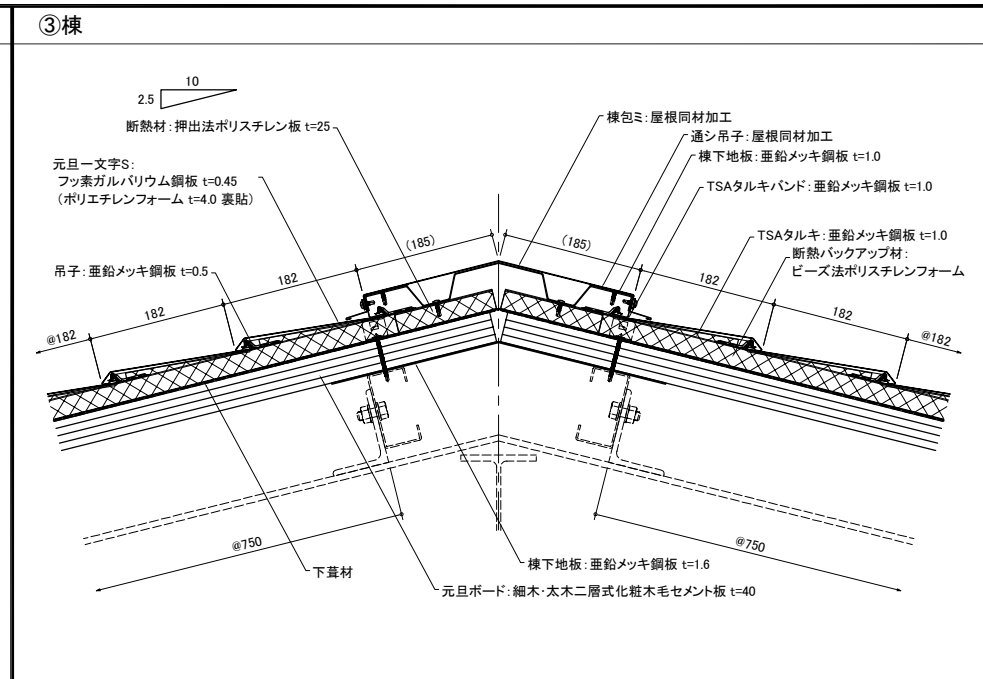 ③棟
10
2.5
断熱材：押出法ポリスチレン板 t=25
棟包ミ：屋根同材加工
通シ吊子：屋根同材加工
棟下地板：亜鉛メッキ鋼板 t=1.0
元旦一文字S：
フッ素ガルバリウム鋼板 t=0.45
（ポリエチレンフォーム t=4.0 裏貼）
TSAタルキバンド：亜鉛メッキ鋼板 t=1.0
TSAタルキ：亜鉛メッキ鋼板 t=1.0
断熱バックアップ材：
ビーズ法ポリスチレンフォーム
吊子：亜鉛メッキ鋼板 t=0.5
(185)
(185)
182
182
182
182
@182
@182
@750
@750
下葺材
棟下地板：亜鉛メッキ鋼板 t=1.6
元旦ボード：細木・太木二層式化粧木毛セメント板 t=40